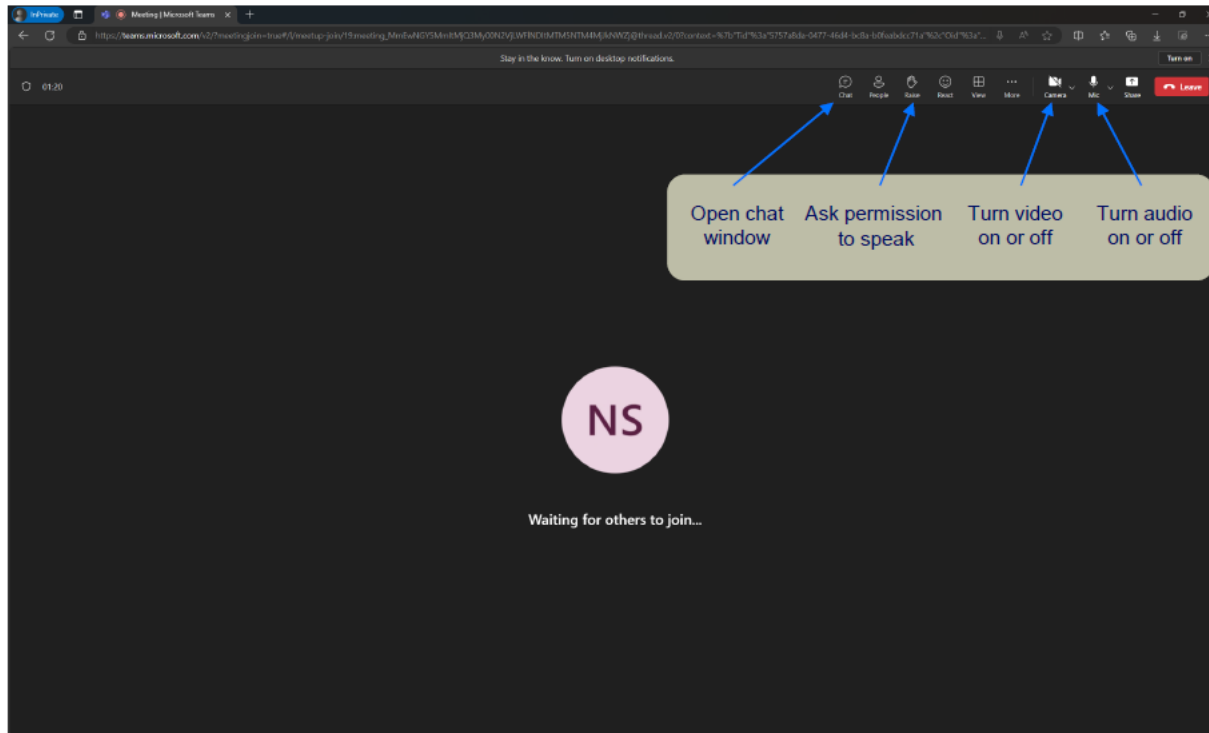 InPrivate
Meeting | Microsoft Teams
Stay in the know. Turn on desktop notifications.
Turn on
01:20
Chat People Raise React View More Camera Mic Share Leave
Open chat
window
Ask permission
to speak
Turn video
on or off
Turn audio
on or off
NS
Waiting for others to join...